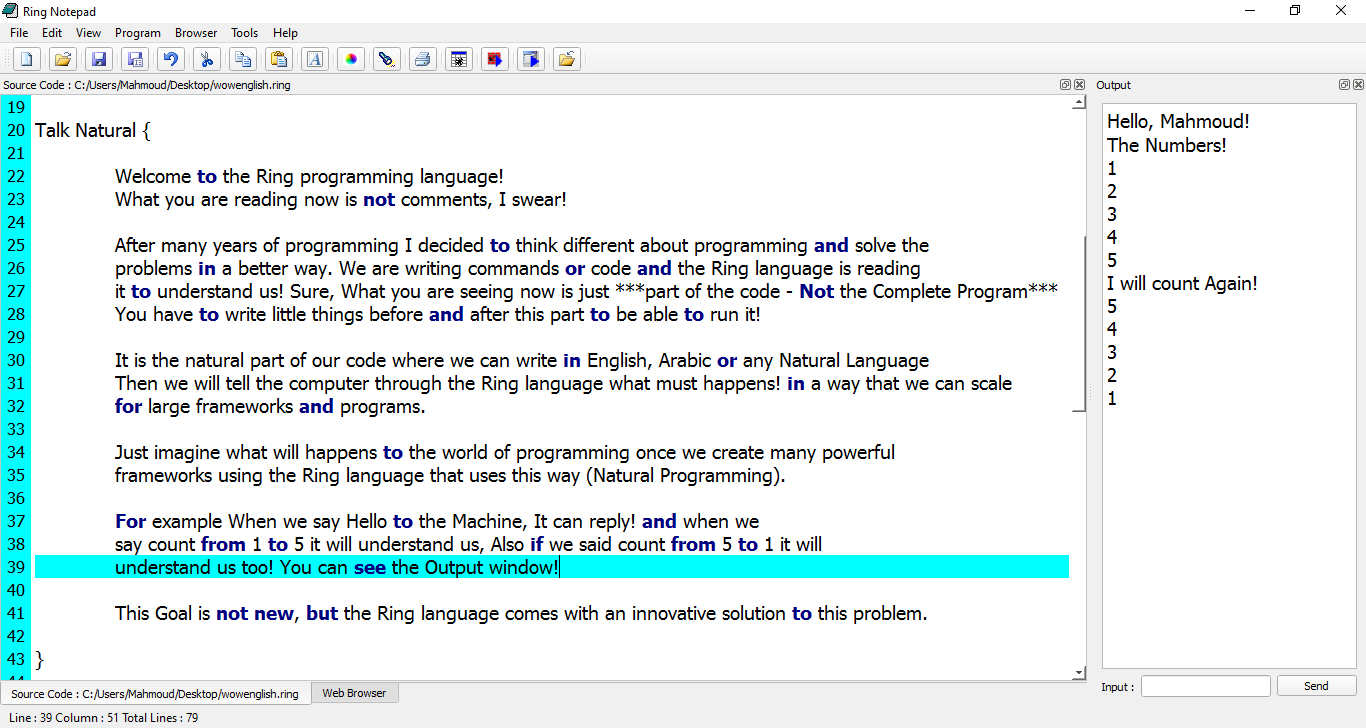 Ring Notepad
File Edit View Program Browser Tools Help
Source Code : C:/Users/Mahmoud/Desktop/wowenglish.ring
19
20 Talk Natural {
21
22 Welcome to the Ring programming language!
23 What you are reading now is not comments, I swear!
24
25 After many years of programming I decided to think different about programming and solve the
26 problems in a better way. We are writing commands or code and the Ring language is reading
27 it to understand us! Sure, What you are seeing now is just ***part of the code - Not the Complete Program***
28 You have to write little things before and after this part to be able to run it!
29
30 It is the natural part of our code where we can write in English, Arabic or any Natural Language
31 Then we will tell the computer through the Ring language what must happens! in a way that we can scale
32 for large frameworks and programs.
33
34 Just imagine what will happens to the world of programming once we create many powerful
35 frameworks using the Ring language that uses this way (Natural Programming).
36
37 For example When we say Hello to the Machine, It can reply! and when we
38 say count from 1 to 5 it will understand us, Also if we said count from 5 to 1 it will
39 understand us too! You can see the Output window!
40
41 This Goal is not new, but the Ring language comes with an innovative solution to this problem.
42
43 }
44
Source Code : C:/Users/Mahmoud/Desktop/wowenglish.ring Web Browser
Line : 39 Column : 51 Total Lines : 79
Output
Hello, Mahmoud!
The Numbers!
1
2
3
4
5
I will count Again!
5
4
3
2
1
Input : Send